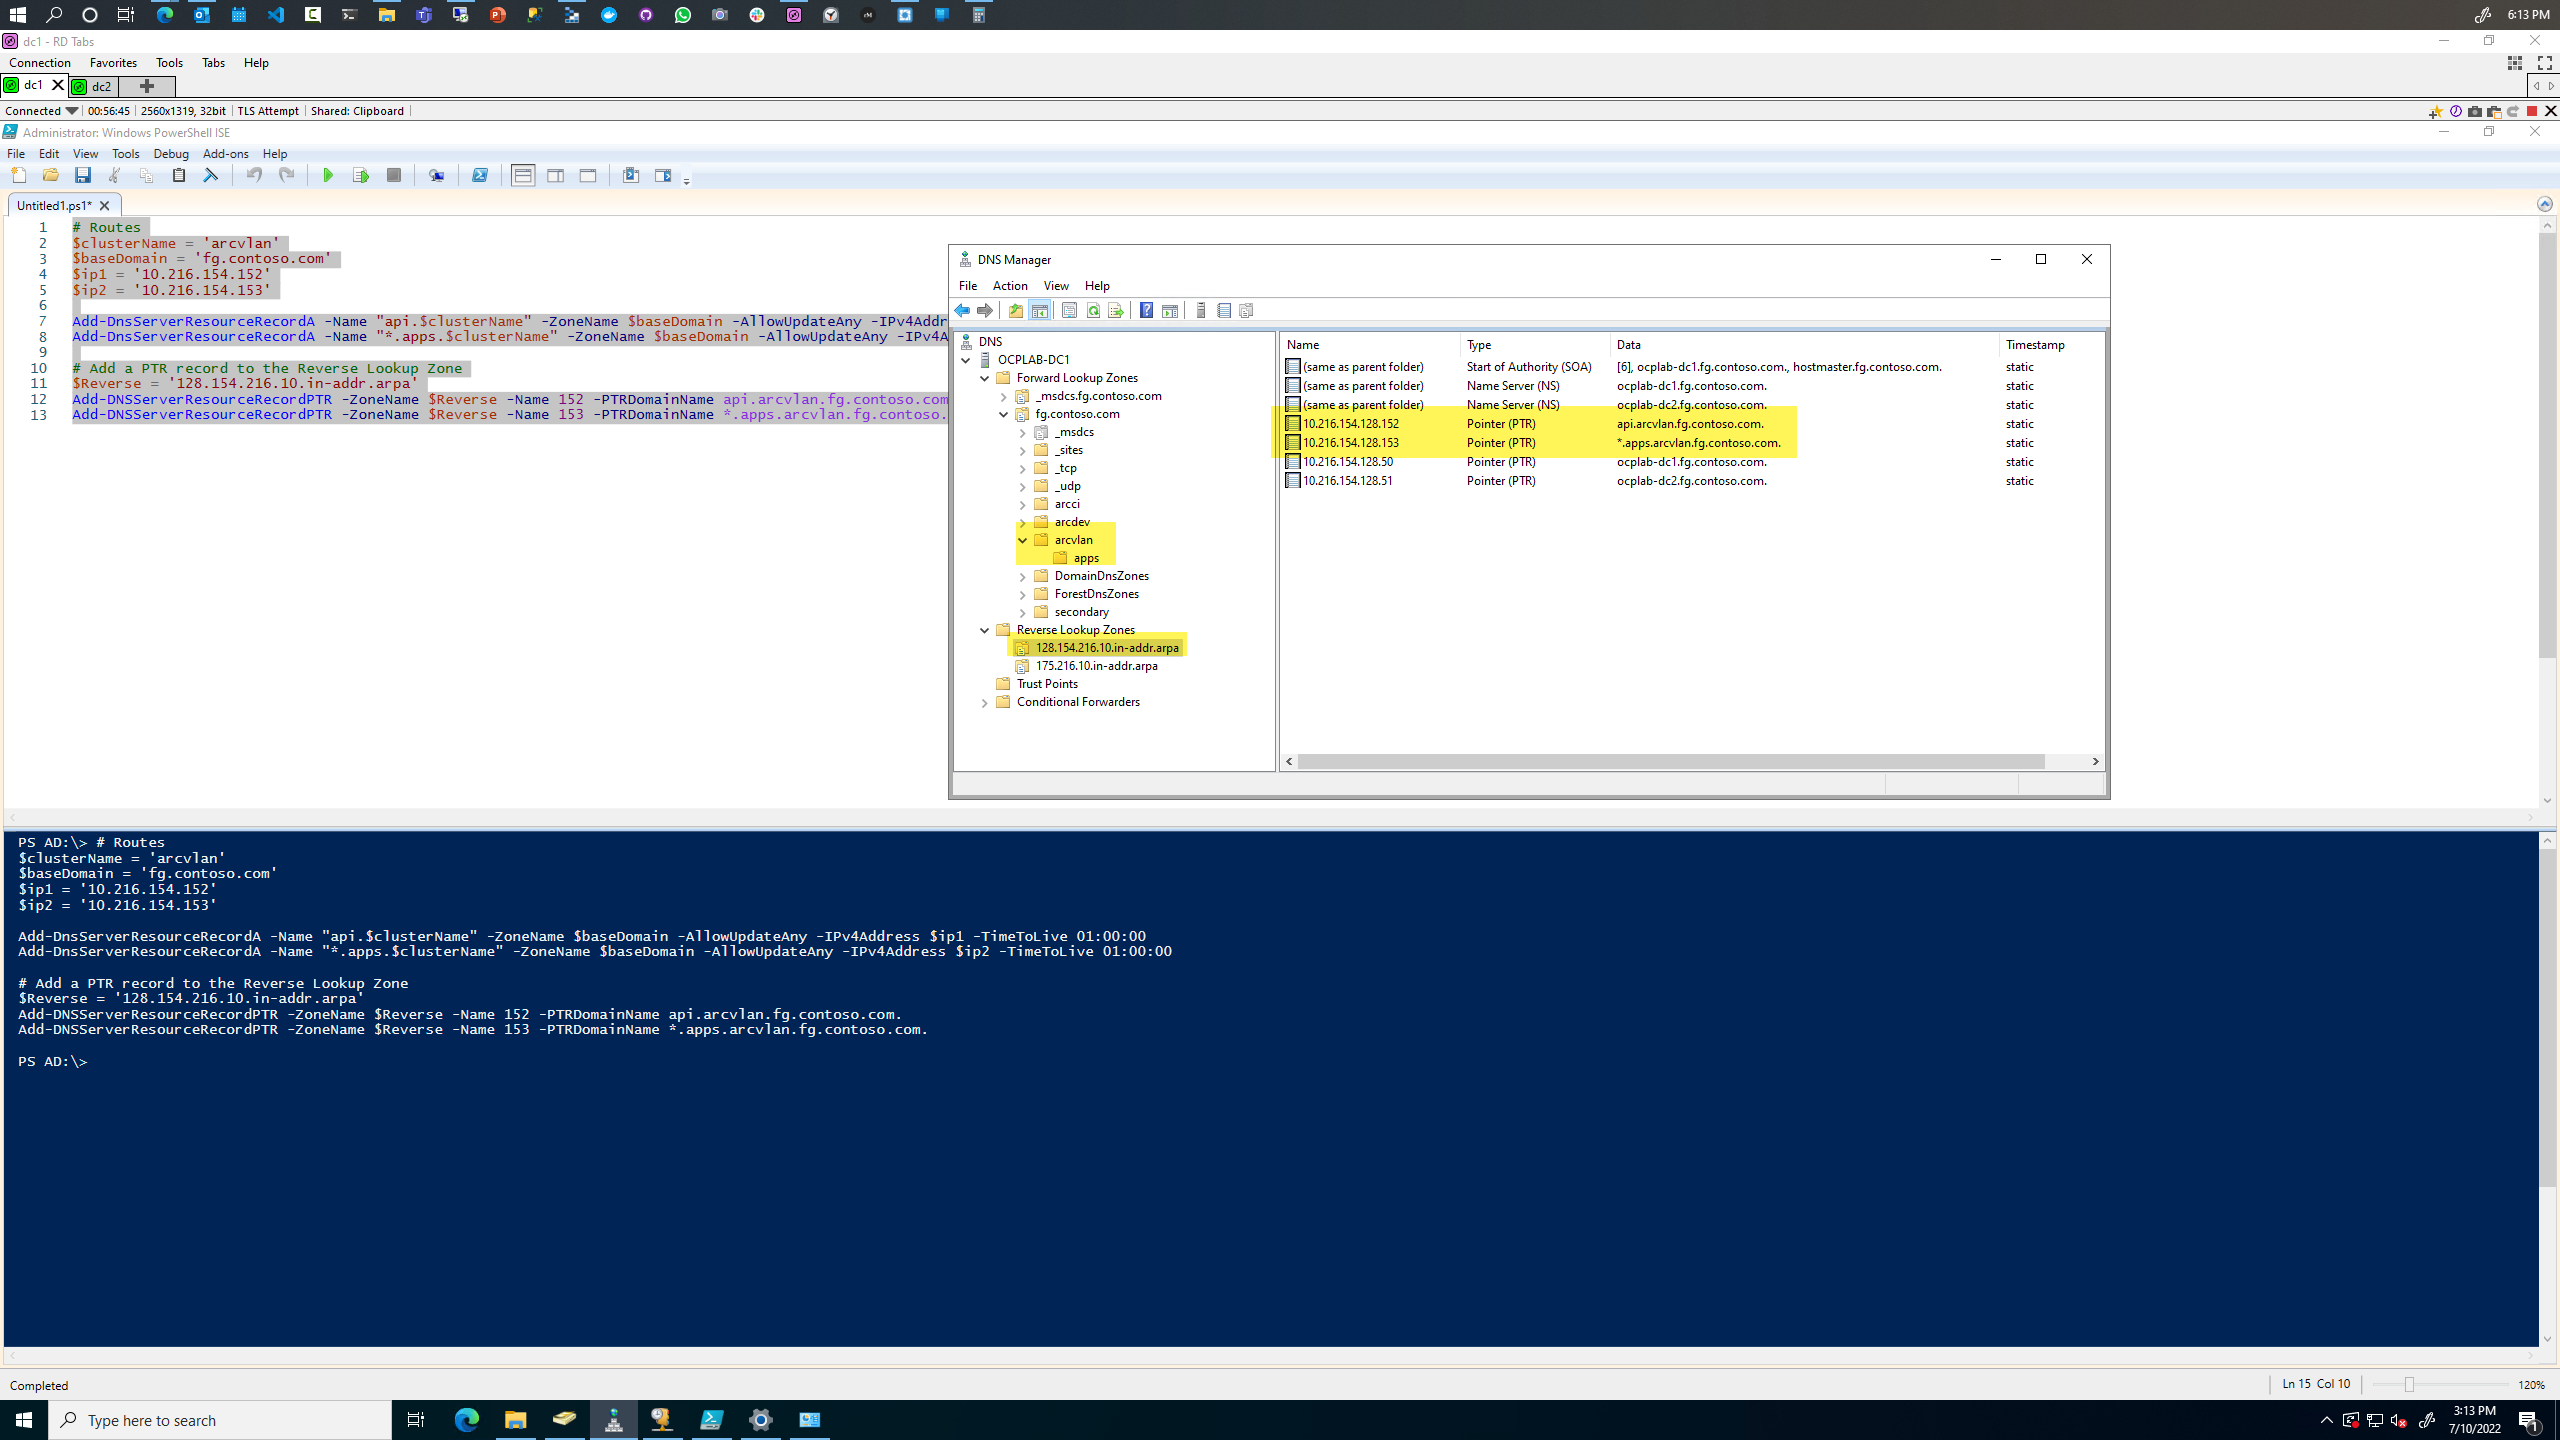 6:13 PM
dc1 - RD Tabs
Connection Favorites Tools Tabs Help
dc1 dc2
Connected 00:56:45 2560x1319, 32bit TLS Attempt Shared: Clipboard
Administrator: Windows PowerShell ISE
File Edit View Tools Debug Add-ons Help
Untitled1.ps1*
1 # Routes
2 $clusterName = 'arcvlan'
3 $baseDomain = 'fg.contoso.com'
4 $ip1 = '10.216.154.152'
5 $ip2 = '10.216.154.153'
6
7 Add-DnsServerResourceRecordA -Name "api.$clusterName" -ZoneName $baseDomain -AllowUpdateAny -IPv4Addr
8 Add-DnsServerResourceRecordA -Name "*.apps.$clusterName" -ZoneName $baseDomain -AllowUpdateAny -IPv4A
9
10 # Add a PTR record to the Reverse Lookup Zone
11 $Reverse = '128.154.216.10.in-addr.arpa'
12 Add-DNSServerResourceRecordPTR -ZoneName $Reverse -Name 152 -PTRDomainName api.arcvlan.fg.contoso.com
13 Add-DNSServerResourceRecordPTR -ZoneName $Reverse -Name 153 -PTRDomainName *.apps.arcvlan.fg.contoso.
DNS Manager
File Action View Help
DNS
OCPLAB-DC1
Forward Lookup Zones
_msdcs.fg.contoso.com
fg.contoso.com
_msdcs
_sites
_tcp
_udp
arcci
arcdev
arcvlan
apps
DomainDnsZones
ForestDnsZones
secondary
Reverse Lookup Zones
128.154.216.10.in-addr.arpa
175.216.10.in-addr.arpa
Trust Points
Conditional Forwarders
Name Type Data Timestamp
(same as parent folder) Start of Authority (SOA) [6], ocplab-dc1.fg.contoso.com., hostmaster.fg.contoso.com. static
(same as parent folder) Name Server (NS) ocplab-dc1.fg.contoso.com. static
(same as parent folder) Name Server (NS) ocplab-dc2.fg.contoso.com. static
10.216.154.128.152 Pointer (PTR) api.arcvlan.fg.contoso.com. static
10.216.154.128.153 Pointer (PTR) *.apps.arcvlan.fg.contoso.com. static
10.216.154.128.50 Pointer (PTR) ocplab-dc1.fg.contoso.com. static
10.216.154.128.51 Pointer (PTR) ocplab-dc2.fg.contoso.com. static
PS AD:\> # Routes
$clusterName = 'arcvlan'
$baseDomain = 'fg.contoso.com'
$ip1 = '10.216.154.152'
$ip2 = '10.216.154.153'
Add-DnsServerResourceRecordA -Name "api.$clusterName" -ZoneName $baseDomain -AllowUpdateAny -IPv4Address $ip1 -TimeToLive 01:00:00
Add-DnsServerResourceRecordA -Name "*.apps.$clusterName" -ZoneName $baseDomain -AllowUpdateAny -IPv4Address $ip2 -TimeToLive 01:00:00
# Add a PTR record to the Reverse Lookup Zone
$Reverse = '128.154.216.10.in-addr.arpa'
Add-DNSServerResourceRecordPTR -ZoneName $Reverse -Name 152 -PTRDomainName api.arcvlan.fg.contoso.com.
Add-DNSServerResourceRecordPTR -ZoneName $Reverse -Name 153 -PTRDomainName *.apps.arcvlan.fg.contoso.com.
PS AD:\>
Completed
Ln 15 Col 10
120%
Type here to search
3:13 PM
7/10/2022
1